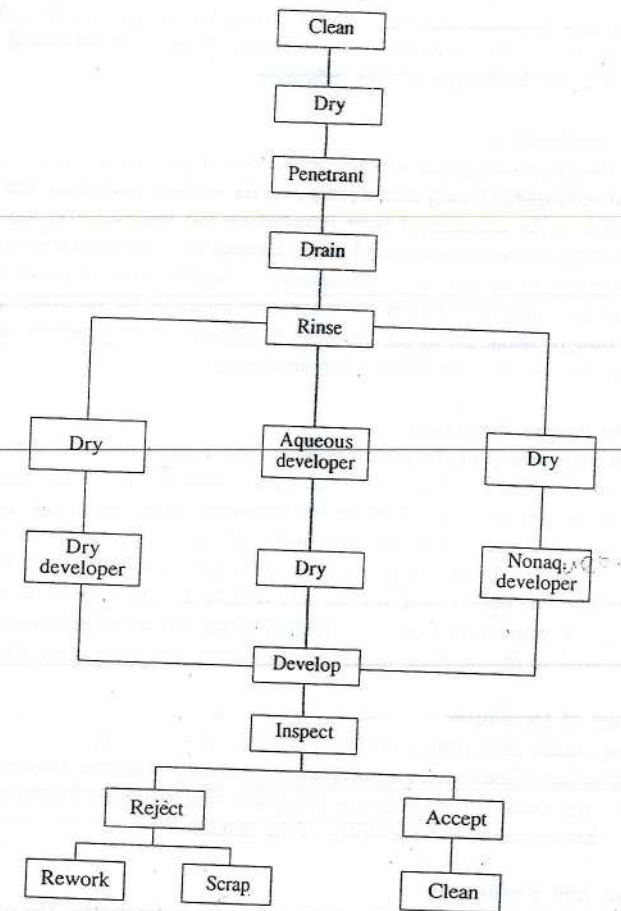 Clean
Dry
Penetrant
Drain
Rinse
Dry
Aqueous
developer
Dry
Dry
developer
Dry
Nonaq.
developer
Develop
Inspect
Reject
Accept
Rework
Scrap
Clean